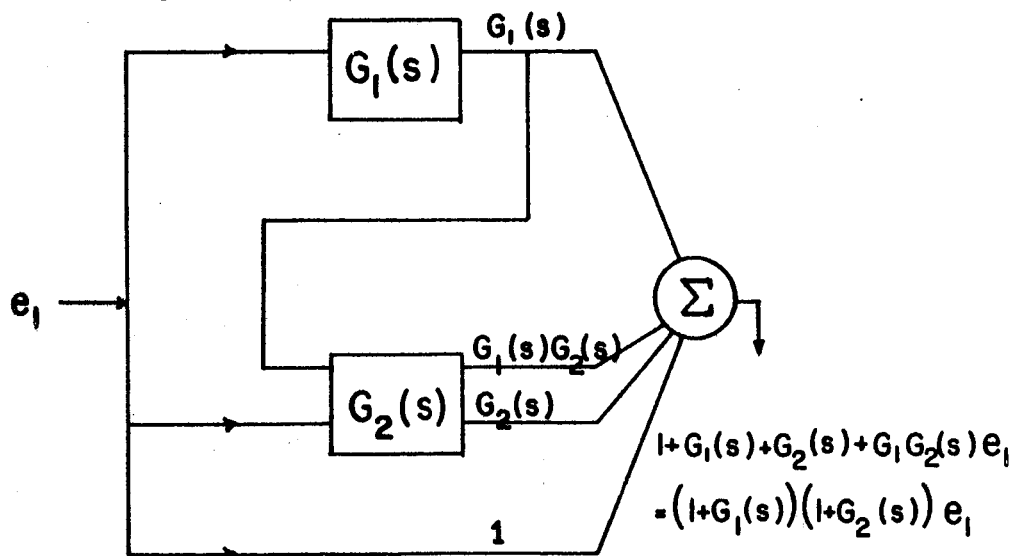 G₁(s)
G₁(s)
e₁
Σ
G₁(s)G₂(s)
G₂(s)
G₂(s)
1+G₁(s)+G₂(s)+G₁G₂(s)e₁
=(1+G₁(s))(1+G₂(s))e₁
1